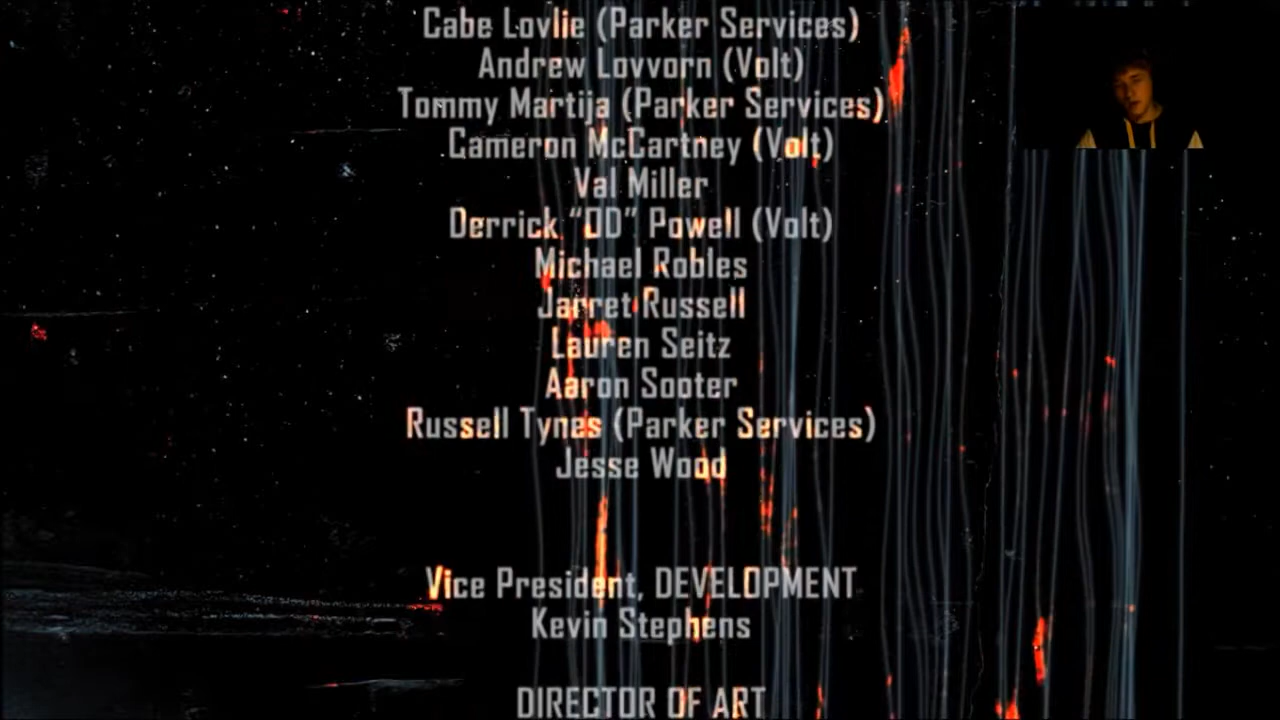 Cabe Lovlie (Parker Services)
Andrew Lovvorn (Volt)
Tommy Martija (Parker Services)
Cameron McCartney (Volt)
Val Miller
Derrick “OD” Powell (Volt)
Michael Robles
Jarret Russell
Lauren Seitz
Aaron Sooter
Russell Tynes (Parker Services)
Jesse Wood
Vice President, DEVELOPMENT
Kevin Stephens
DIRECTOR OF ART